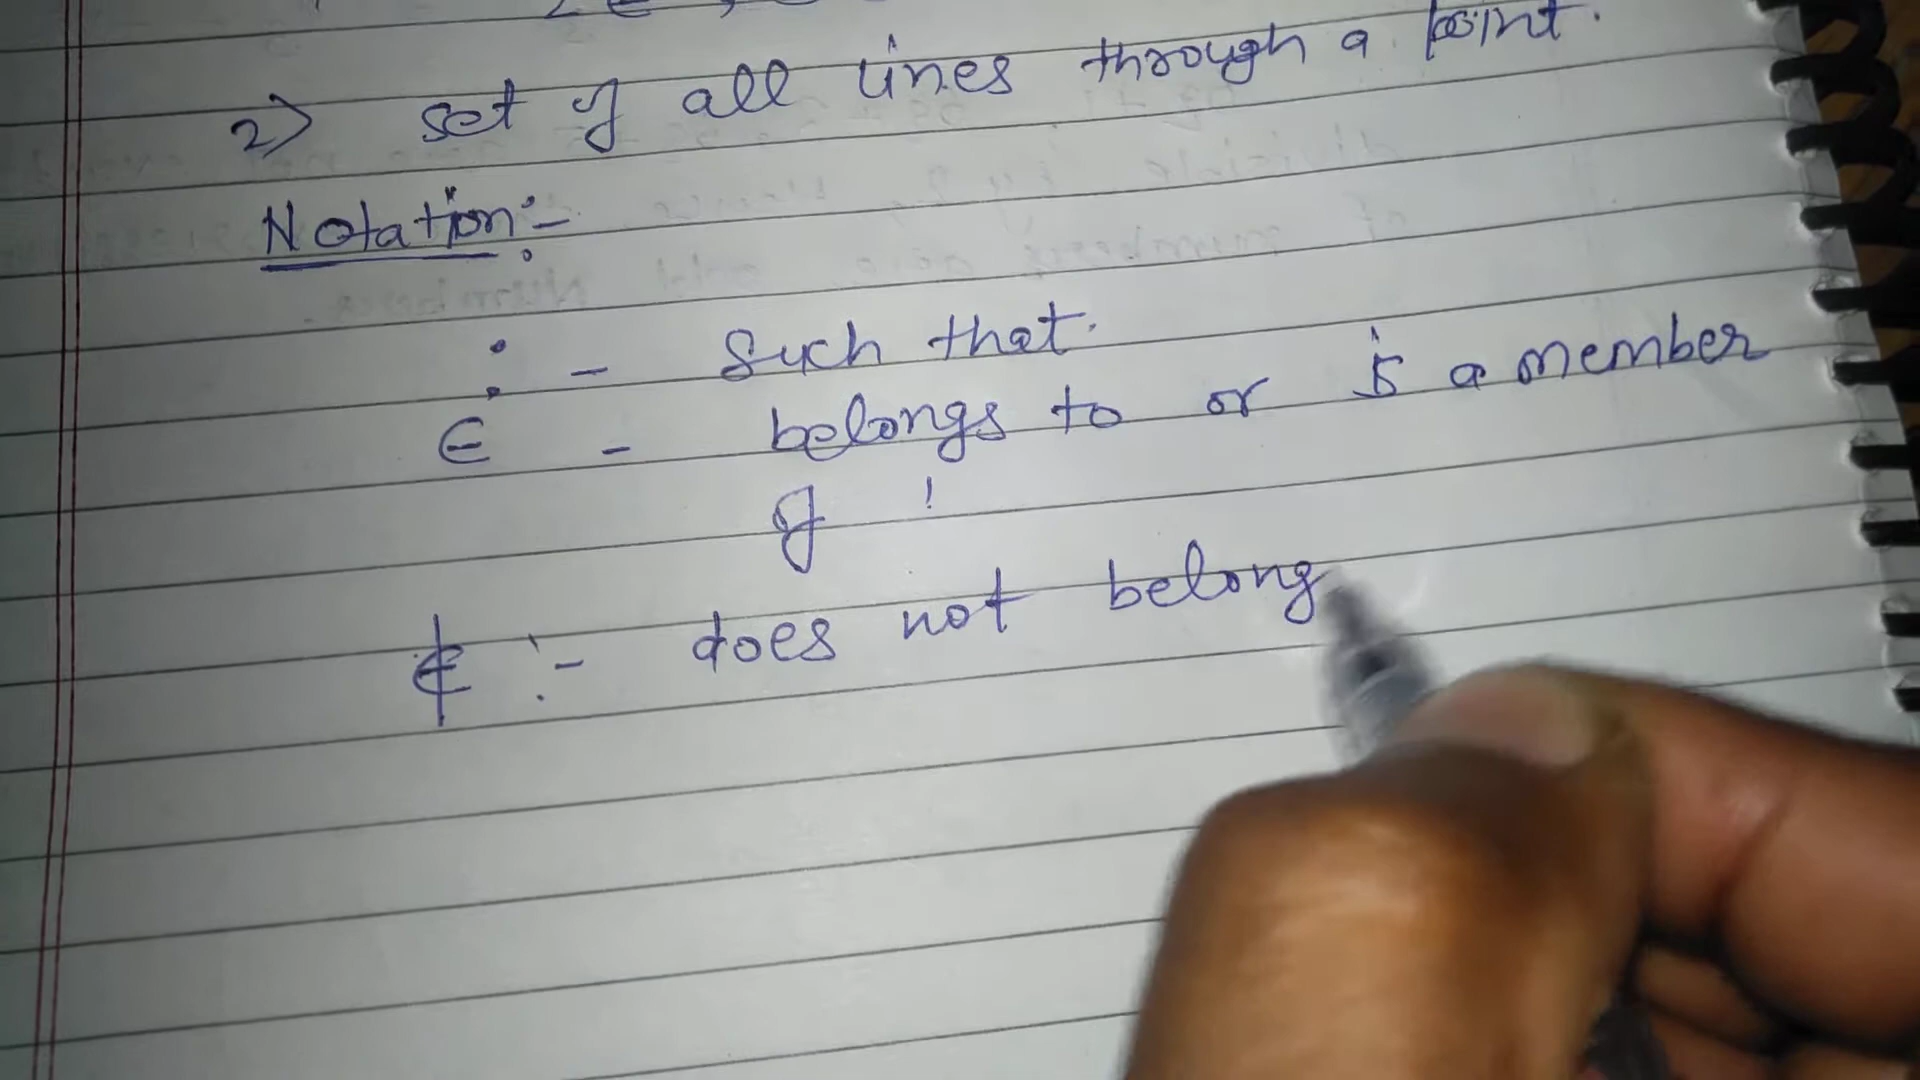 2) set of all lines through a point.
Notation:-
: - Such that.
∈ - belongs to or is a member
of
∉ :- does not belong